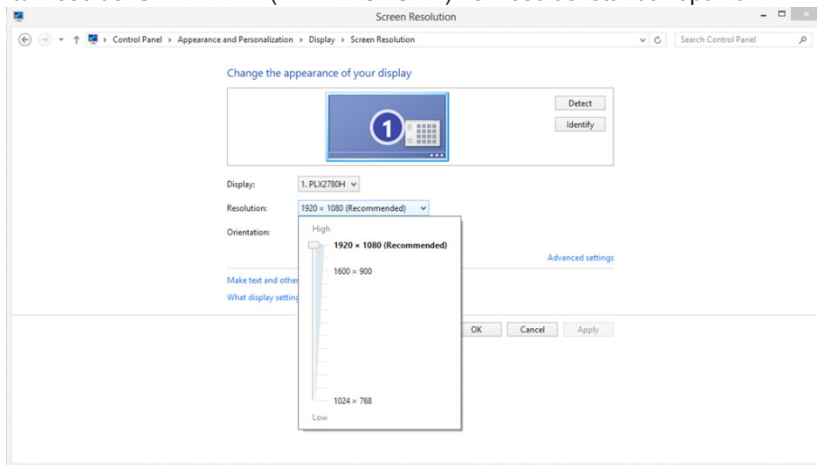 Screen Resolution
Control Panel ▸ Appearance and Personalization ▸ Display ▸ Screen Resolution
Search Control Panel
Change the appearance of your display
1
Detect
Identify
Display: 1. PLX2780H
Resolution: 1920 × 1080 (Recommended)
Orientation:
High
1920 × 1080 (Recommended)
1600 × 900
1024 × 768
Low
Advanced settings
Make text and other
What display setting
OK Cancel Apply